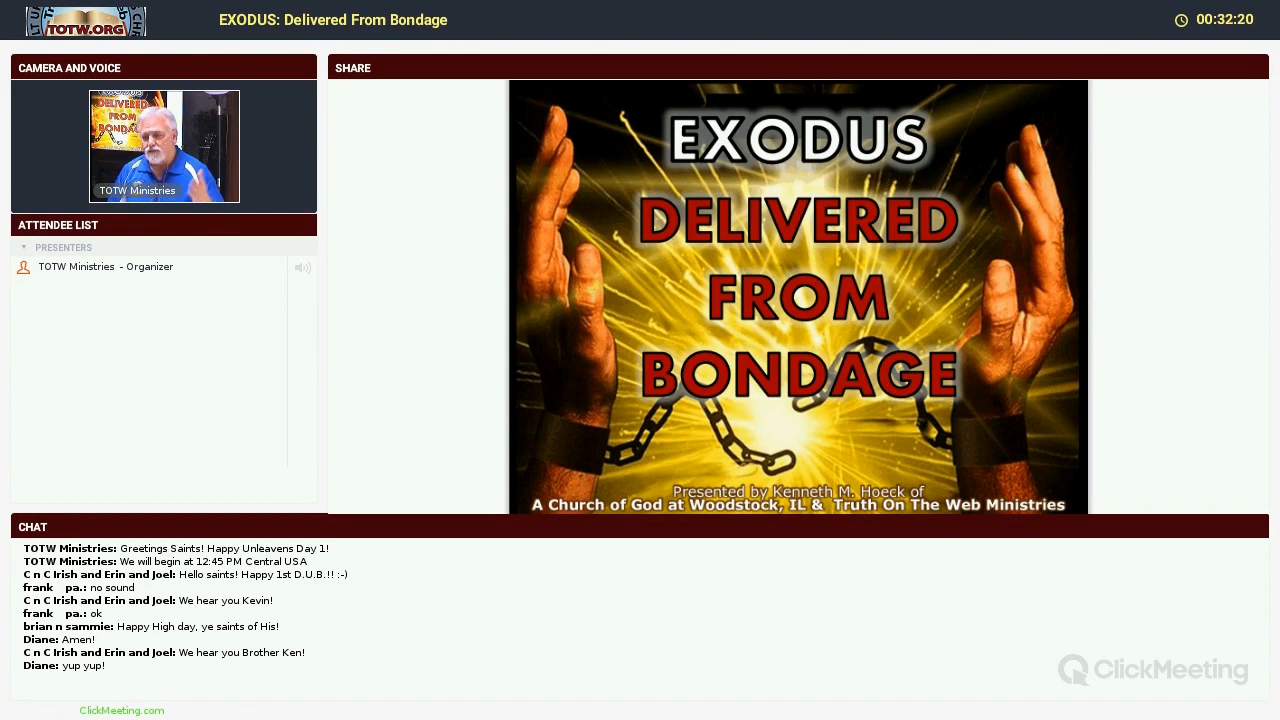 TOTW.ORG
EXODUS: Delivered From Bondage
00:32:20
CAMERA AND VOICE
DELIVERED
FROM
BONDAG
TOTW Ministries
ATTENDEE LIST
PRESENTERS
TOTW Ministries - Organizer
SHARE
EXODUS
DELIVERED
FROM
BONDAGE
Presented by Kenneth M. Hoeck of
A Church of God at Woodstock, IL & Truth On The Web Ministries
CHAT
TOTW Ministries: Greetings Saints! Happy Unleavens Day 1!
TOTW Ministries: We will begin at 12:45 PM Central USA
C n C Irish and Erin and Joel: Hello saints! Happy 1st D.U.B.!! :-)
frank pa.: no sound
C n C Irish and Erin and Joel: We hear you Kevin!
frank pa.: ok
brian n sammie: Happy High day, ye saints of His!
Diane: Amen!
C n C Irish and Erin and Joel: We hear you Brother Ken!
Diane: yup yup!
ClickMeeting
ClickMeeting.com